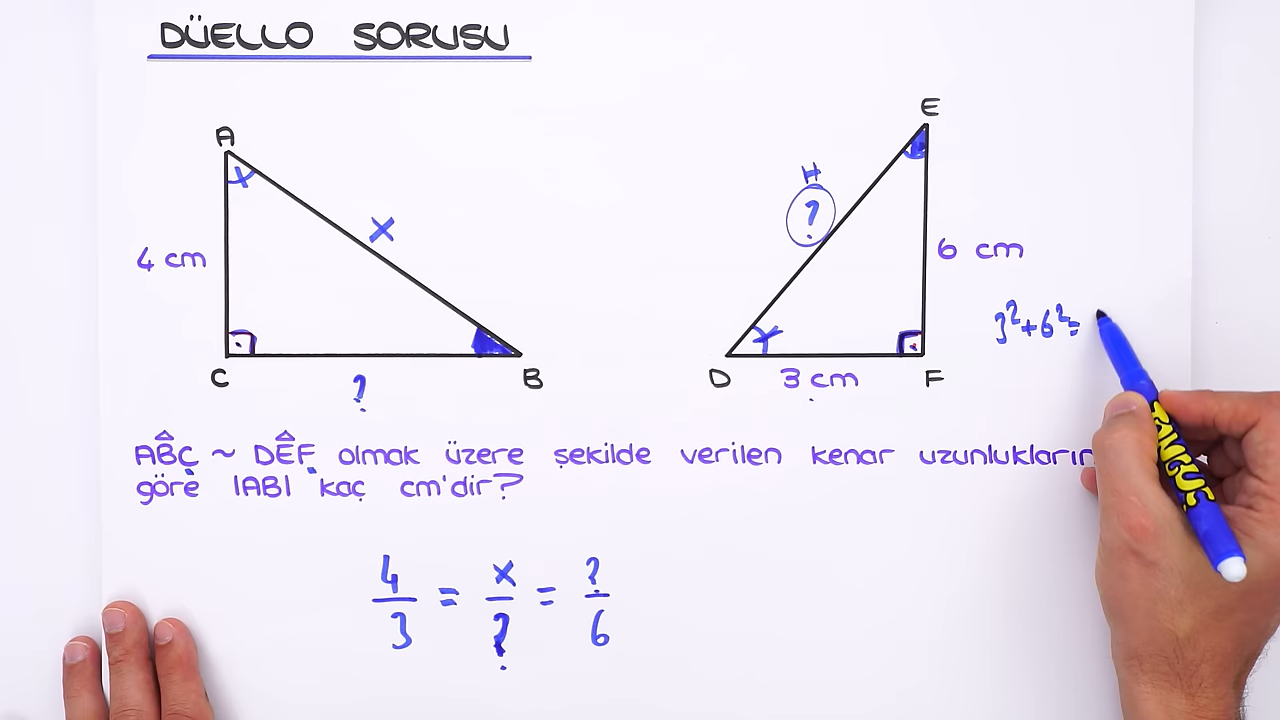 DÜELLO SORUSU
A
x
x
4 cm
C
?
B
E
H
?
6 cm
x
D
3 cm
F
3²+6²=
ABC ~ DEF olmak üzere şekilde verilen kenar
göre |AB| kaç cm'dir?
4/3 = x/? = ?/6